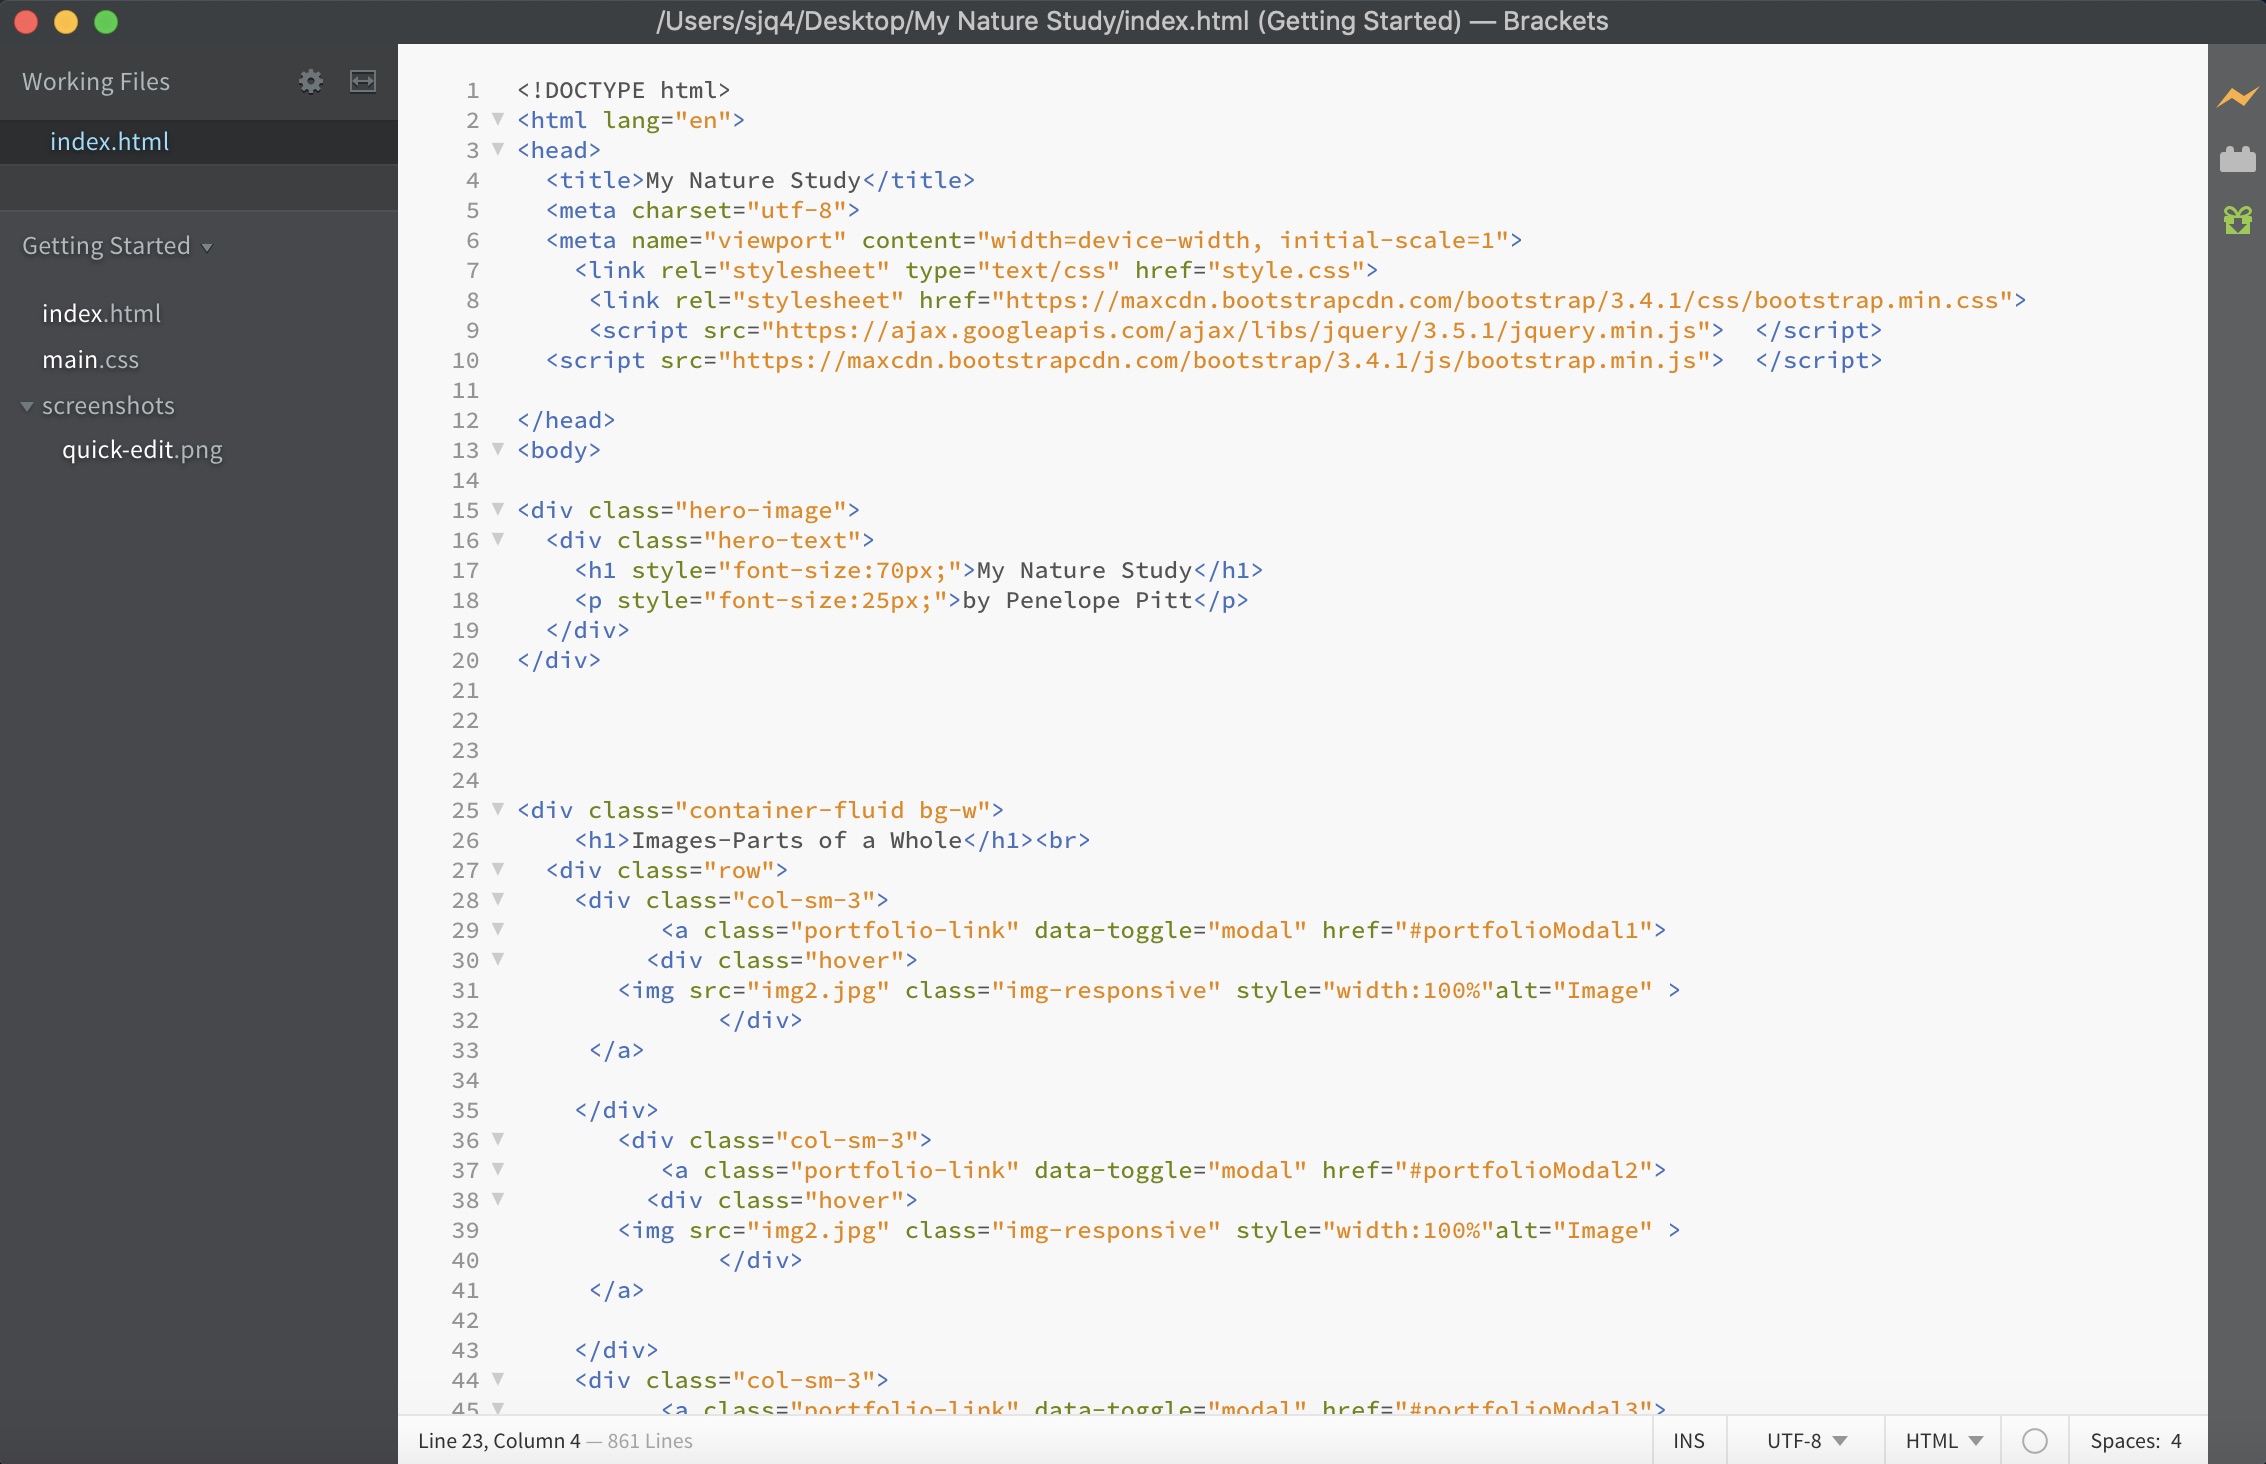 /Users/sjq4/Desktop/My Nature Study/index.html (Getting Started) — Brackets
Working Files
index.html
Getting Started
index.html
main.css
screenshots
quick-edit.png
1 <!DOCTYPE html>
2 <html lang="en">
3 <head>
4 <title>My Nature Study</title>
5 <meta charset="utf-8">
6 <meta name="viewport" content="width=device-width, initial-scale=1">
7 <link rel="stylesheet" type="text/css" href="style.css">
8 <link rel="stylesheet" href="https://maxcdn.bootstrapcdn.com/bootstrap/3.4.1/css/bootstrap.min.css">
9 <script src="https://ajax.googleapis.com/ajax/libs/jquery/3.5.1/jquery.min.js">  </script>
10 <script src="https://maxcdn.bootstrapcdn.com/bootstrap/3.4.1/js/bootstrap.min.js">  </script>
11
12 </head>
13 <body>
14
15 <div class="hero-image">
16 <div class="hero-text">
17 <h1 style="font-size:70px;">My Nature Study</h1>
18 <p style="font-size:25px;">by Penelope Pitt</p>
19 </div>
20 </div>
21
22
23
24
25 <div class="container-fluid bg-w">
26 <h1>Images-Parts of a Whole</h1><br>
27 <div class="row">
28 <div class="col-sm-3">
29 <a class="portfolio-link" data-toggle="modal" href="#portfolioModal1">
30 <div class="hover">
31 <img src="img2.jpg" class="img-responsive" style="width:100%"alt="Image" >
32 </div>
33 </a>
34
35 </div>
36 <div class="col-sm-3">
37 <a class="portfolio-link" data-toggle="modal" href="#portfolioModal2">
38 <div class="hover">
39 <img src="img2.jpg" class="img-responsive" style="width:100%"alt="Image" >
40 </div>
41 </a>
42
43 </div>
44 <div class="col-sm-3">
45 <a class="portfolio-link" data-toggle="modal" href="#portfolioModal3">
Line 23, Column 4 — 861 Lines
INS UTF-8 HTML Spaces: 4